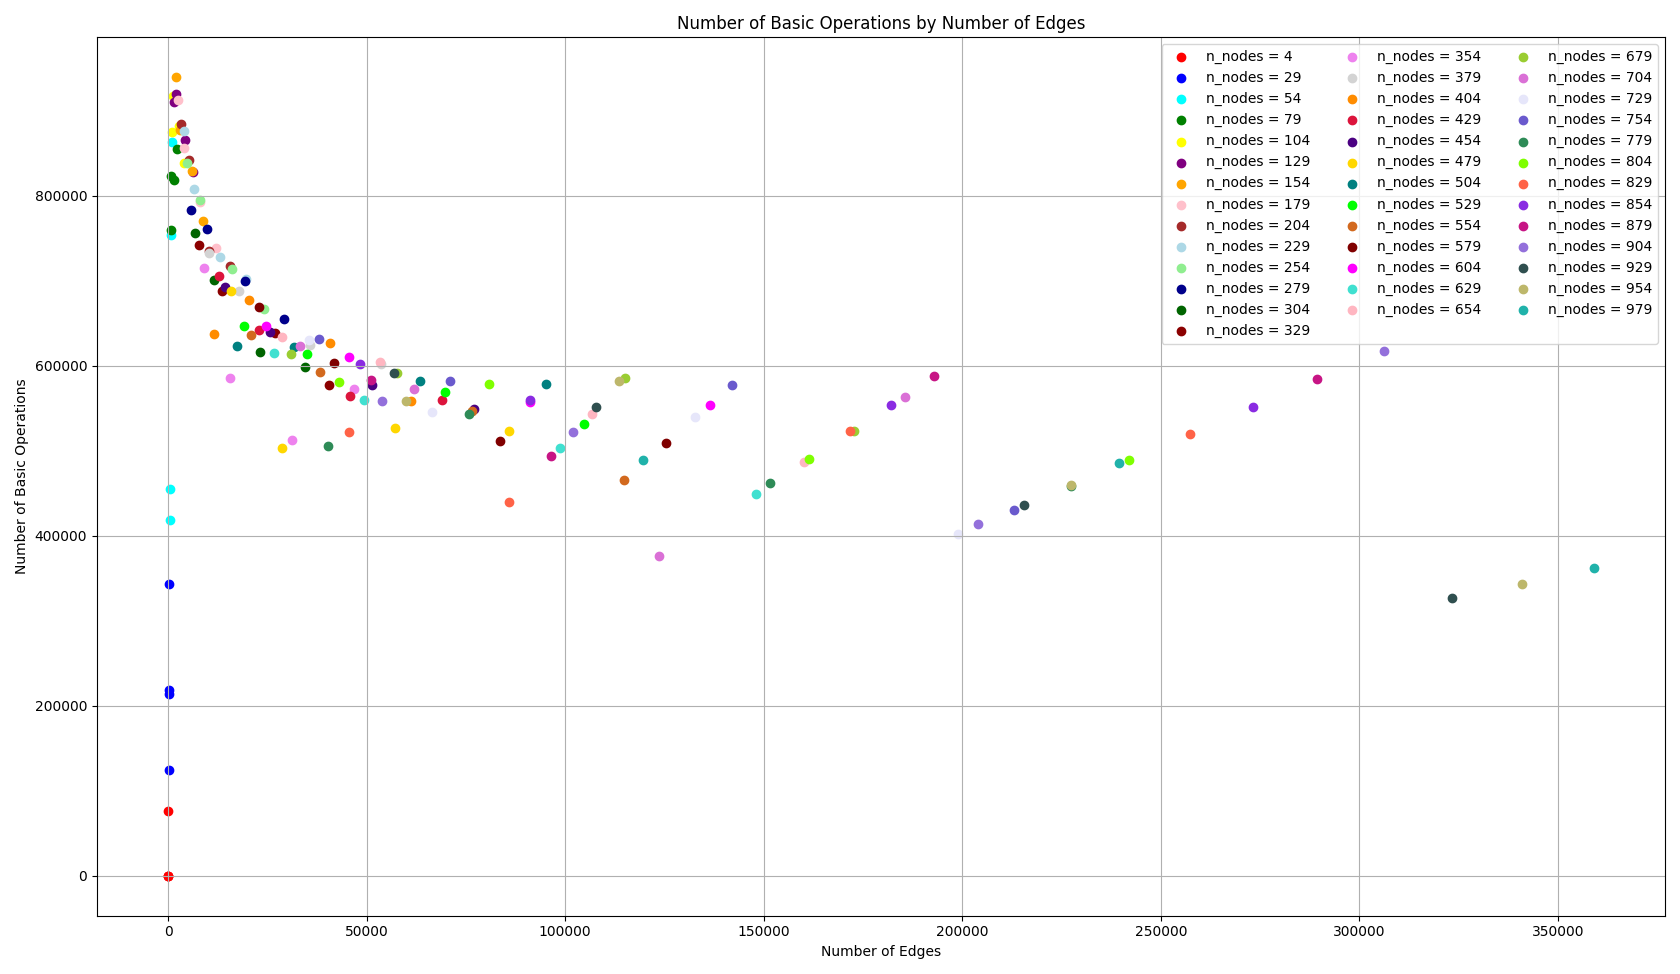 Number of Basic Operations by Number of Edges
n_nodes = 4
n_nodes = 29
n_nodes = 54
n_nodes = 79
n_nodes = 104
n_nodes = 129
n_nodes = 154
n_nodes = 179
n_nodes = 204
n_nodes = 229
n_nodes = 254
n_nodes = 279
n_nodes = 304
n_nodes = 329
n_nodes = 354
n_nodes = 379
n_nodes = 404
n_nodes = 429
n_nodes = 454
n_nodes = 479
n_nodes = 504
n_nodes = 529
n_nodes = 554
n_nodes = 579
n_nodes = 604
n_nodes = 629
n_nodes = 654
n_nodes = 679
n_nodes = 704
n_nodes = 729
n_nodes = 754
n_nodes = 779
n_nodes = 804
n_nodes = 829
n_nodes = 854
n_nodes = 879
n_nodes = 904
n_nodes = 929
n_nodes = 954
n_nodes = 979
Number of Basic Operations
800000
600000
400000
200000
0
0
50000
100000
150000
200000
250000
300000
350000
Number of Edges